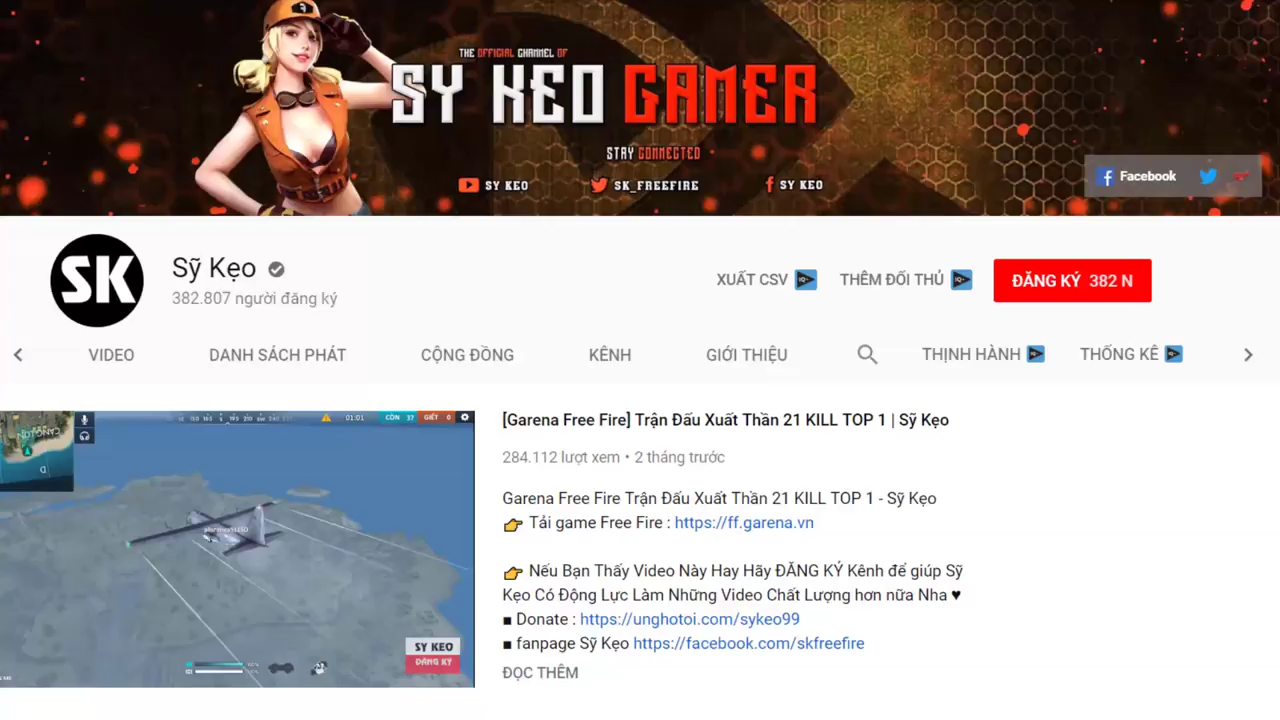 THE OFFICIAL CHANNEL OF
SY KEO GAMER
STAY CONNECTED
SY KEO
SK_FREEFIRE
SY KEO
Facebook
SK
Sỹ Kẹo
382.807 người đăng ký
XUẤT CSV
THÊM ĐỐI THỦ
ĐĂNG KÝ 382 N
VIDEO
DANH SÁCH PHÁT
CỘNG ĐỒNG
KÊNH
GIỚI THIỆU
THỊNH HÀNH
THỐNG KÊ
01:01
CÒN 37
GIẾT 0
SY KEO
ĐĂNG KÝ
[Garena Free Fire] Trận Đấu Xuất Thần 21 KILL TOP 1 | Sỹ Kẹo
284.112 lượt xem • 2 tháng trước
Garena Free Fire Trận Đấu Xuất Thần 21 KILL TOP 1 - Sỹ Kẹo
👉 Tải game Free Fire : https://ff.garena.vn
👉 Nếu Bạn Thấy Video Này Hay Hãy ĐĂNG KÝ Kênh để giúp Sỹ
Kẹo Có Động Lực Làm Những Video Chất Lượng hơn nữa Nha ♥
■ Donate : https://unghotoi.com/sykeo99
■ fanpage Sỹ Kẹo https://facebook.com/skfreefire
ĐỌC THÊM